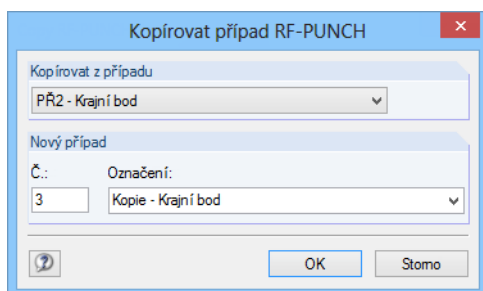 Kopírovat případ RF-PUNCH
Kopírovat z případu
PŘ2 - Krajní bod
Nový případ
Č.: Označení:
3 Kopie - Krajní bod
OK Storno